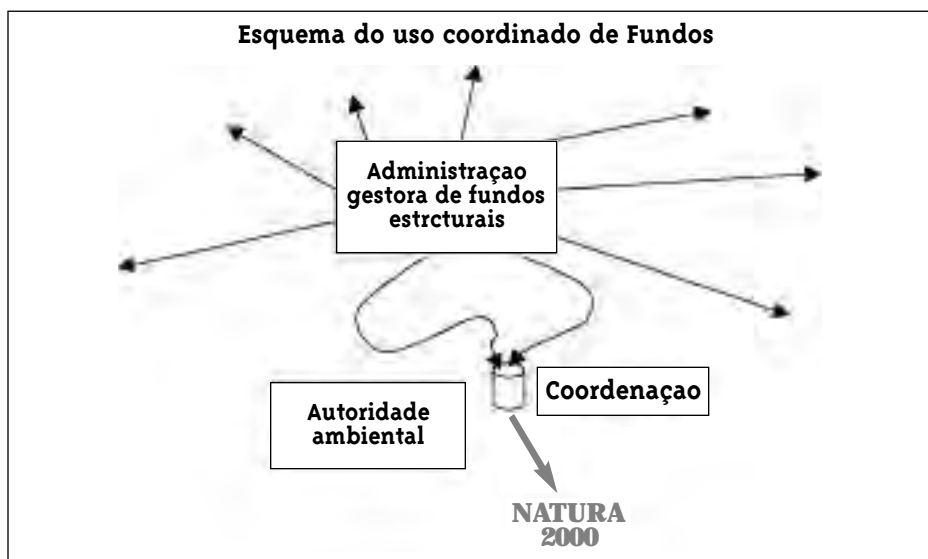 Esquema do uso coordinado de Fundos
Administraçao
gestora de fundos
estrcturais
Coordenaçao
Autoridade
ambiental
NATURA
2000